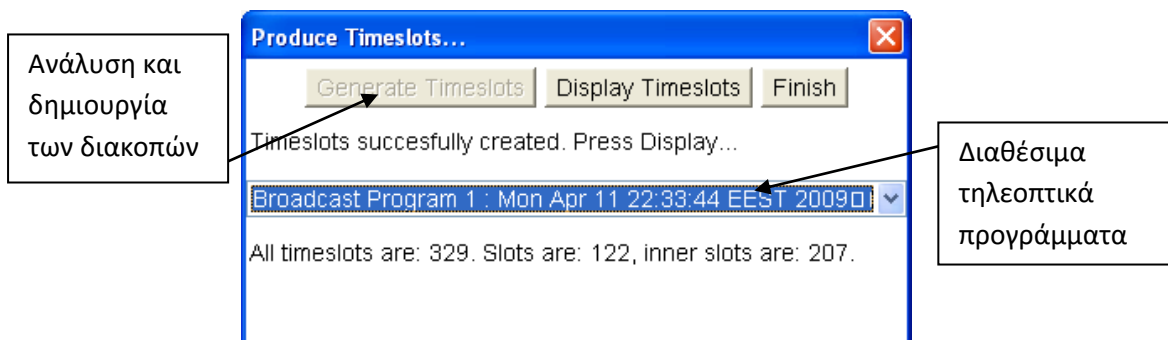 Produce Timeslots...
Ανάλυση και
δημιουργία
των διακοπών
Generate Timeslots
Display Timeslots
Finish
Timeslots succesfully created. Press Display...
Διαθέσιμα
τηλεοπτικά
προγράμματα
Broadcast Program 1 : Mon Apr 11 22:33:44 EEST 2009
All timeslots are: 329. Slots are: 122, inner slots are: 207.